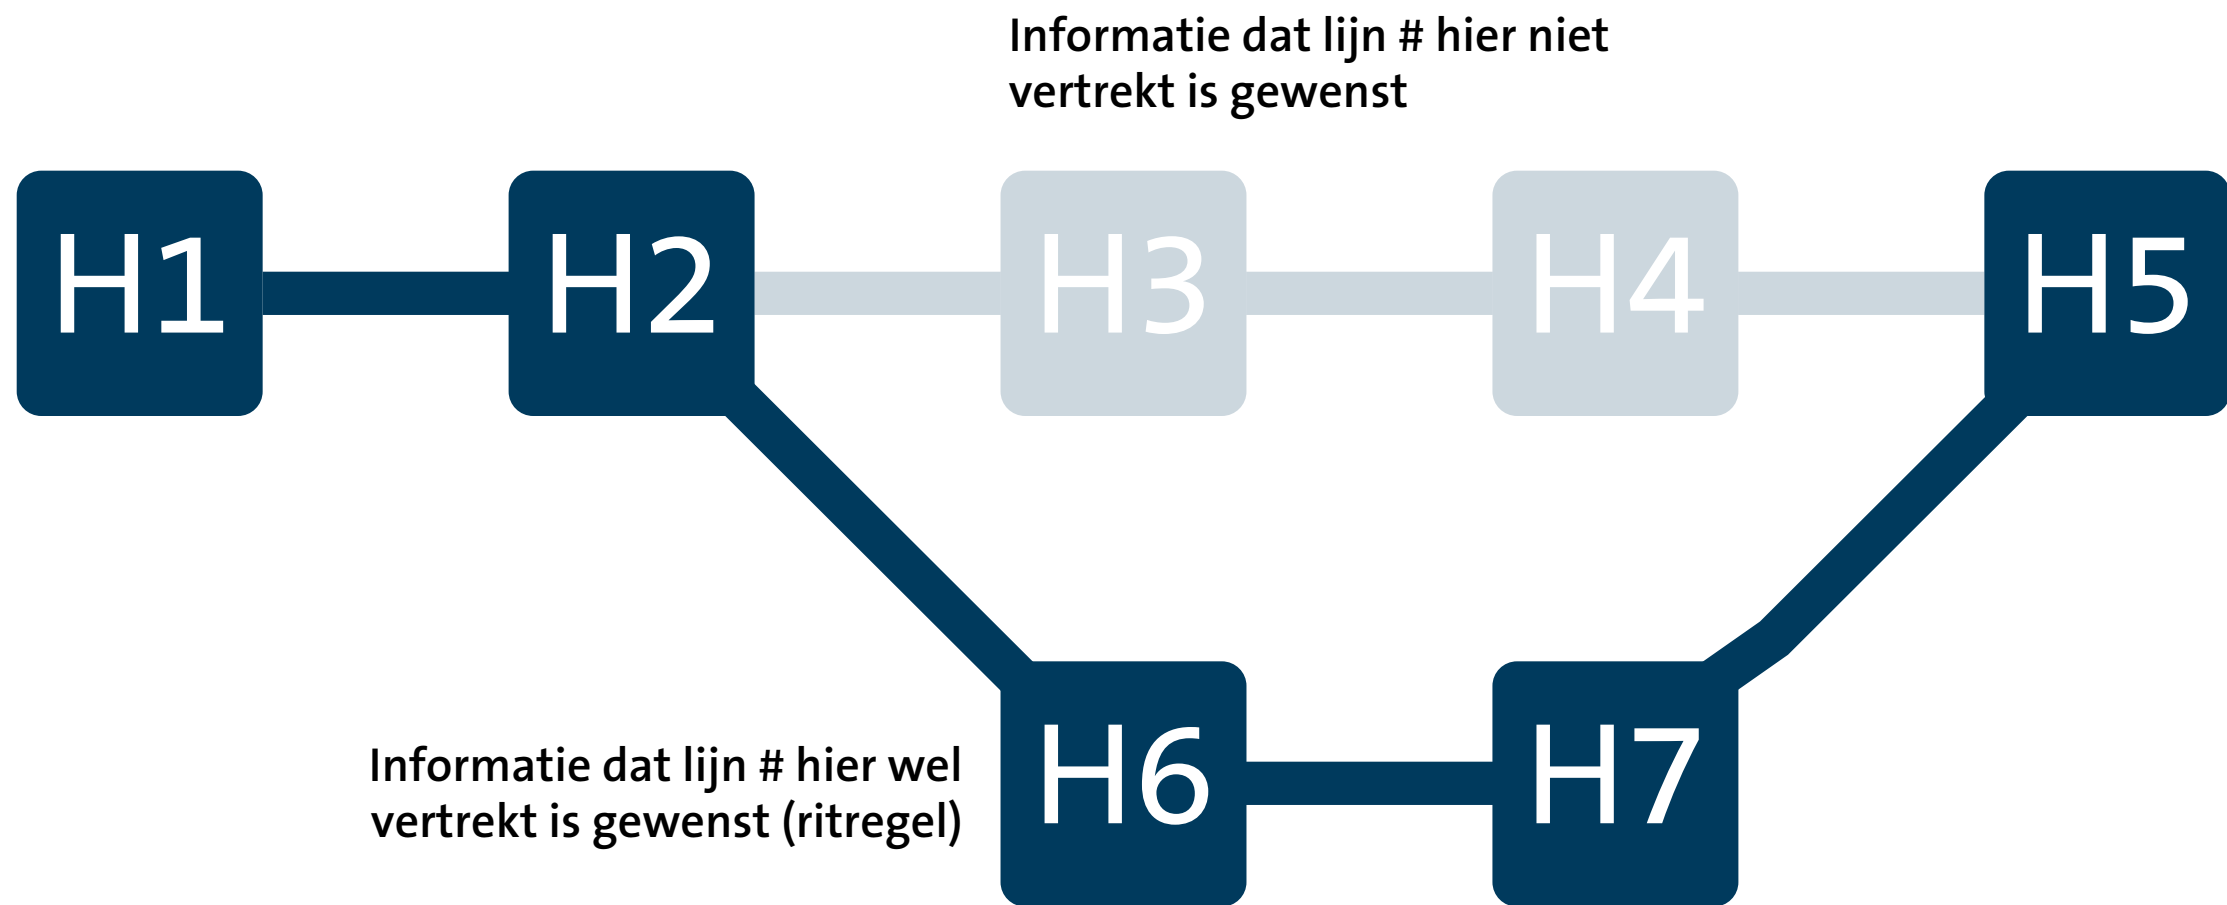 Informatie dat lijn # hier niet
vertrekt is gewenst
H1 H2 H3 H4 H5
Informatie dat lijn # hier wel
vertrekt is gewenst (ritregel)
H6 H7